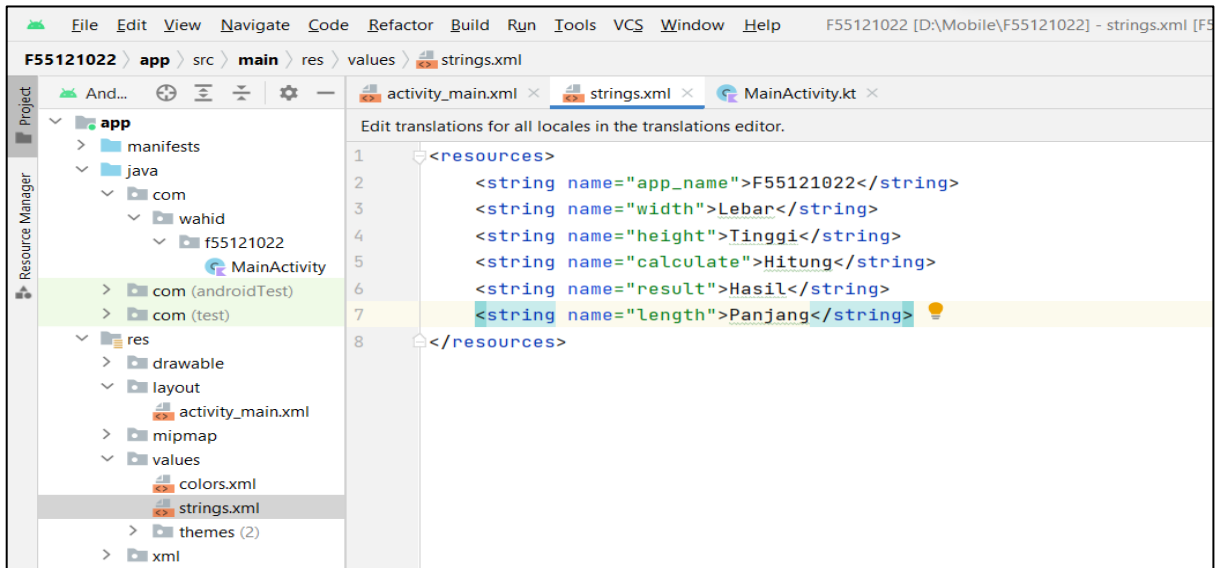 File Edit View Navigate Code Refactor Build Run Tools VCS Window Help F55121022 [D:\Mobile\F55121022] - strings.xml [F5
F55121022 〉 app 〉 src 〉 main 〉 res 〉 values 〉 strings.xml
Project
Resource Manager
And...
app
manifests
java
com
wahid
f55121022
MainActivity
com (androidTest)
com (test)
res
drawable
layout
activity_main.xml
mipmap
values
colors.xml
strings.xml
themes (2)
xml
activity_main.xml × strings.xml × MainActivity.kt ×
Edit translations for all locales in the translations editor.
1 <resources>
2 <string name="app_name">F55121022</string>
3 <string name="width">Lebar</string>
4 <string name="height">Tinggi</string>
5 <string name="calculate">Hitung</string>
6 <string name="result">Hasil</string>
7 <string name="length">Panjang</string>
8 </resources>